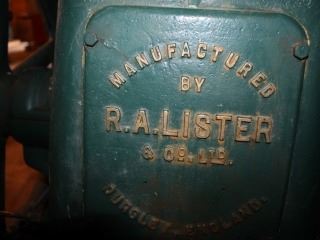 MANUFACTURED
BY
R.A.LISTER
& CO. LTD.
DURSLEY, ENGLAND.